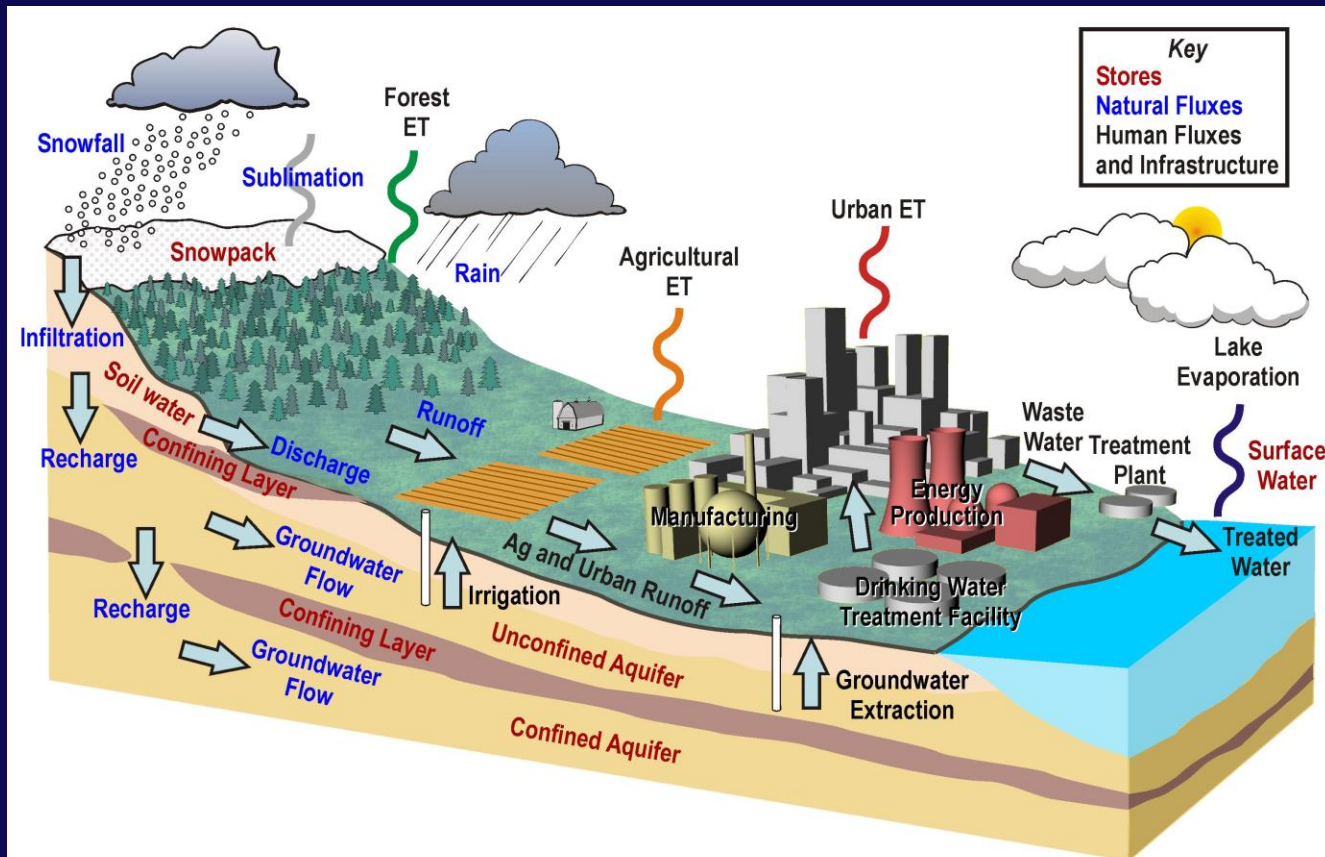 Key
Stores
Natural Fluxes
Human Fluxes
and Infrastructure
Forest
ET
Snowfall
Sublimation
Snowpack
Rain
Urban ET
Agricultural
ET
Infiltration
Lake
Evaporation
Soil water
Runoff
Waste
Water
Treatment
Plant
Surface
Water
Recharge
Confining Layer
Discharge
Manufacturing
Energy
Production
Treated
Water
Groundwater
Flow
Ag and Urban Runoff
Drinking Water
Treatment Facility
Recharge
Irrigation
Confining Layer
Unconfined Aquifer
Groundwater
Flow
Groundwater
Extraction
Confined Aquifer